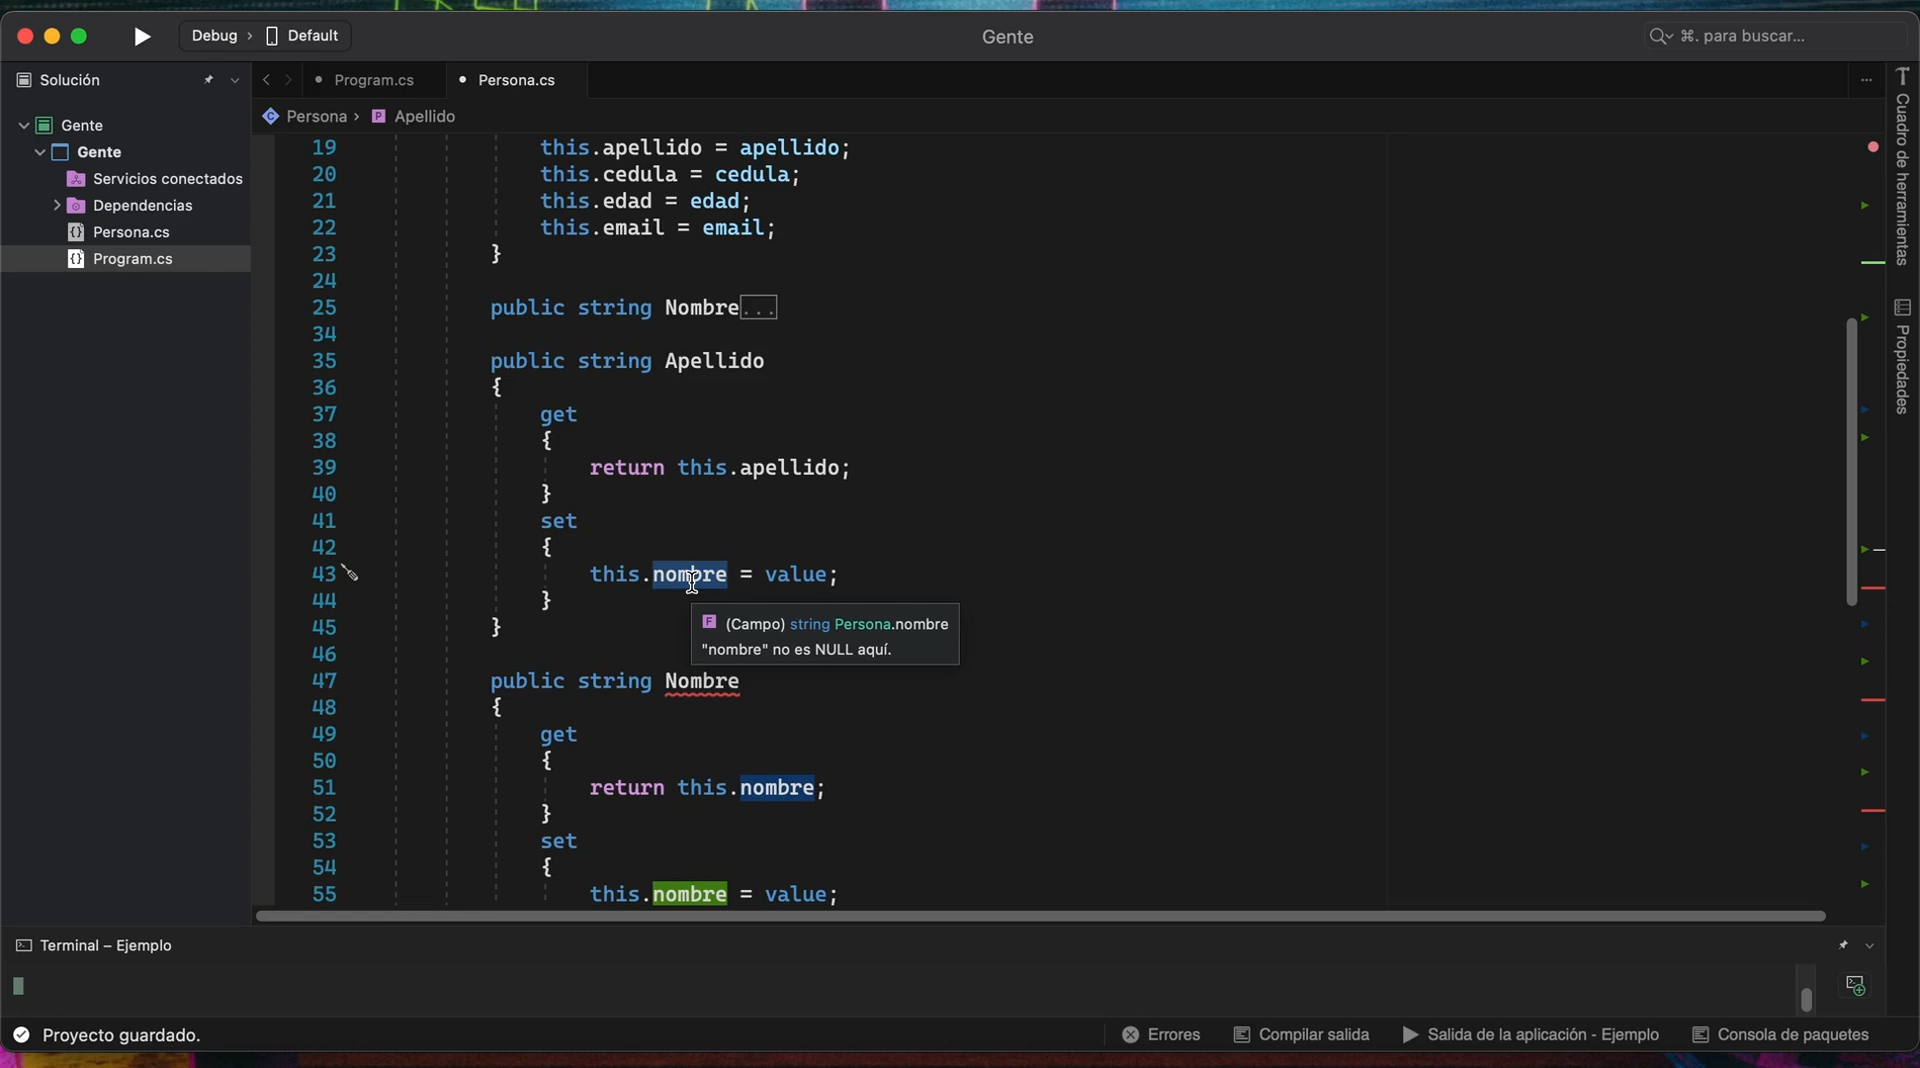 Debug › Default
Gente
⌘. para buscar...
Solución
Program.cs
Persona.cs
Persona › Apellido
Gente
Gente
Servicios conectados
Dependencias
Persona.cs
Program.cs
19 this.apellido = apellido;
20 this.cedula = cedula;
21 this.edad = edad;
22 this.email = email;
23 }
24
25 public string Nombre...
34
35 public string Apellido
36 {
37 get
38 {
39 return this.apellido;
40 }
41 set
42 {
43 this.nombre = value;
44 }
45 }
46
47 public string Nombre
48 {
49 get
50 {
51 return this.nombre;
52 }
53 set
54 {
55 this.nombre = value;
F (Campo) string Persona.nombre
"nombre" no es NULL aquí.
Cuadro de herramientas
Propiedades
Terminal – Ejemplo
Proyecto guardado.
Errores
Compilar salida
Salida de la aplicación - Ejemplo
Consola de paquetes